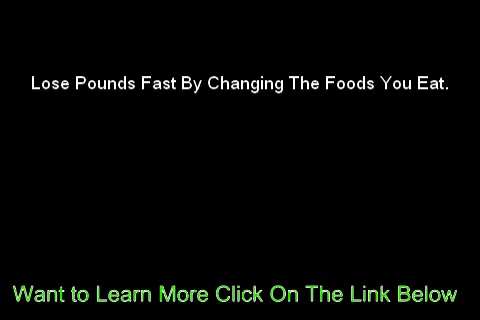 Lose Pounds Fast By Changing The Foods You Eat.
Want to Learn More Click On The Link Below